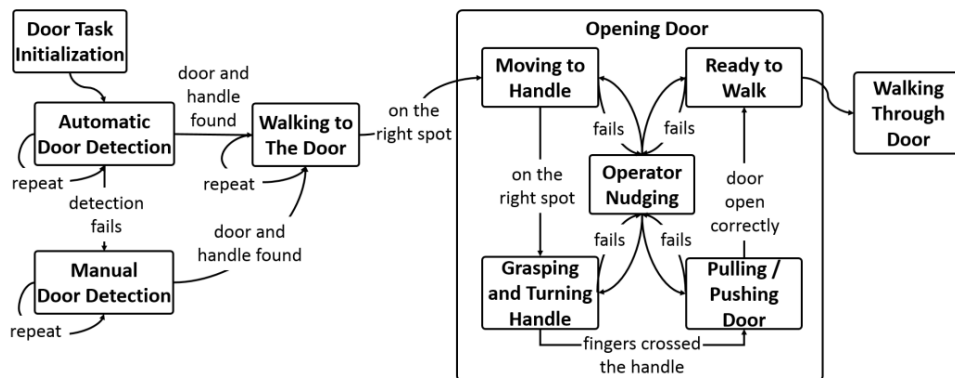 Door Task
Initialization
door and
handle
found
Automatic
Door Detection
repeat
detection
fails
Manual
Door Detection
repeat
door and
handle found
Walking to
The Door
repeat
on the
right spot
Opening Door
Moving to
Handle
fails
on the
right spot
Operator
Nudging
Grasping
and Turning
Handle
fails
fingers crossed
the handle
Pulling /
Pushing
Door
fails
door
open
correctly
Ready to
Walk
fails
Walking
Through
Door